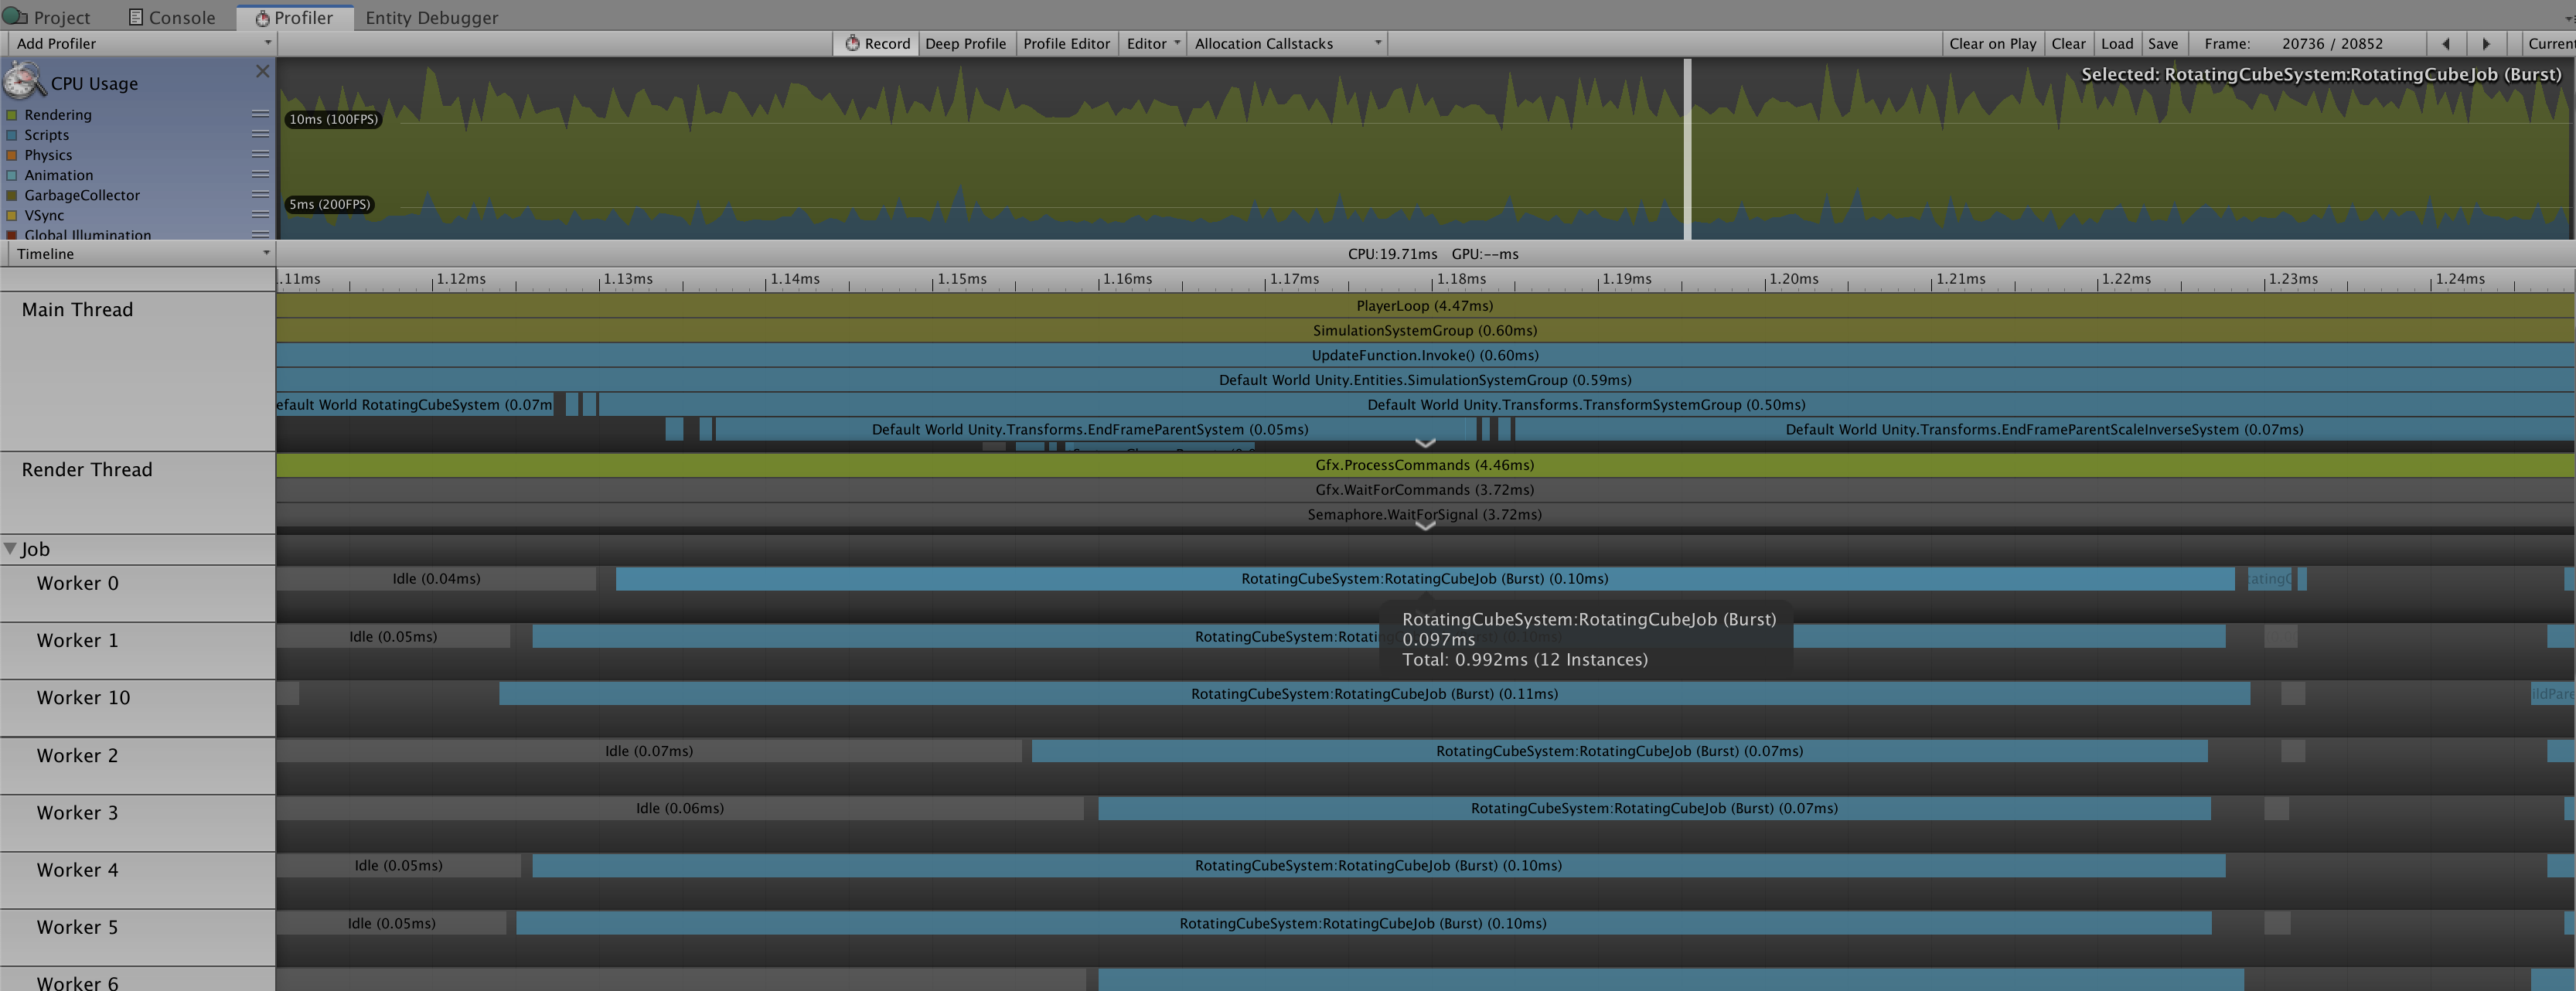 Project Console Profiler Entity Debugger
Add Profiler Record Deep Profile Profile Editor Editor Allocation Callstacks Clear on Play Clear Load Save Frame: 20736 / 20852 Current
CPU Usage
Selected: RotatingCubeSystem:RotatingCubeJob (Burst)
Rendering
Scripts
Physics
Animation
GarbageCollector
VSync
Global Illumination
10ms (100FPS)
5ms (200FPS)
Timeline CPU:19.71ms GPU:--ms
.11ms 1.12ms 1.13ms 1.14ms 1.15ms 1.16ms 1.17ms 1.18ms 1.19ms 1.20ms 1.21ms 1.22ms 1.23ms 1.24ms
Main Thread
PlayerLoop (4.47ms)
SimulationSystemGroup (0.60ms)
UpdateFunction.Invoke() (0.60ms)
Default World Unity.Entities.SimulationSystemGroup (0.59ms)
efault World RotatingCubeSystem (0.07m Default World Unity.Transforms.TransformSystemGroup (0.50ms)
Default World Unity.Transforms.EndFrameParentSystem (0.05ms) Default World Unity.Transforms.EndFrameParentScaleInverseSystem (0.07ms)
Render Thread
Gfx.ProcessCommands (4.46ms)
Gfx.WaitForCommands (3.72ms)
Semaphore.WaitForSignal (3.72ms)
Job
Worker 0 Idle (0.04ms) RotatingCubeSystem:RotatingCubeJob (Burst) (0.10ms) tatingC
RotatingCubeSystem:RotatingCubeJob (Burst)
0.097ms
Total: 0.992ms (12 Instances)
Worker 1 Idle (0.05ms) RotatingCubeSystem:Rotating
Worker 10 RotatingCubeSystem:RotatingCubeJob (Burst) (0.11ms) ildPare
Worker 2 Idle (0.07ms) RotatingCubeSystem:RotatingCubeJob (Burst) (0.07ms)
Worker 3 Idle (0.06ms) RotatingCubeSystem:RotatingCubeJob (Burst) (0.07ms)
Worker 4 Idle (0.05ms) RotatingCubeSystem:RotatingCubeJob (Burst) (0.10ms)
Worker 5 Idle (0.05ms) RotatingCubeSystem:RotatingCubeJob (Burst) (0.10ms)
Worker 6